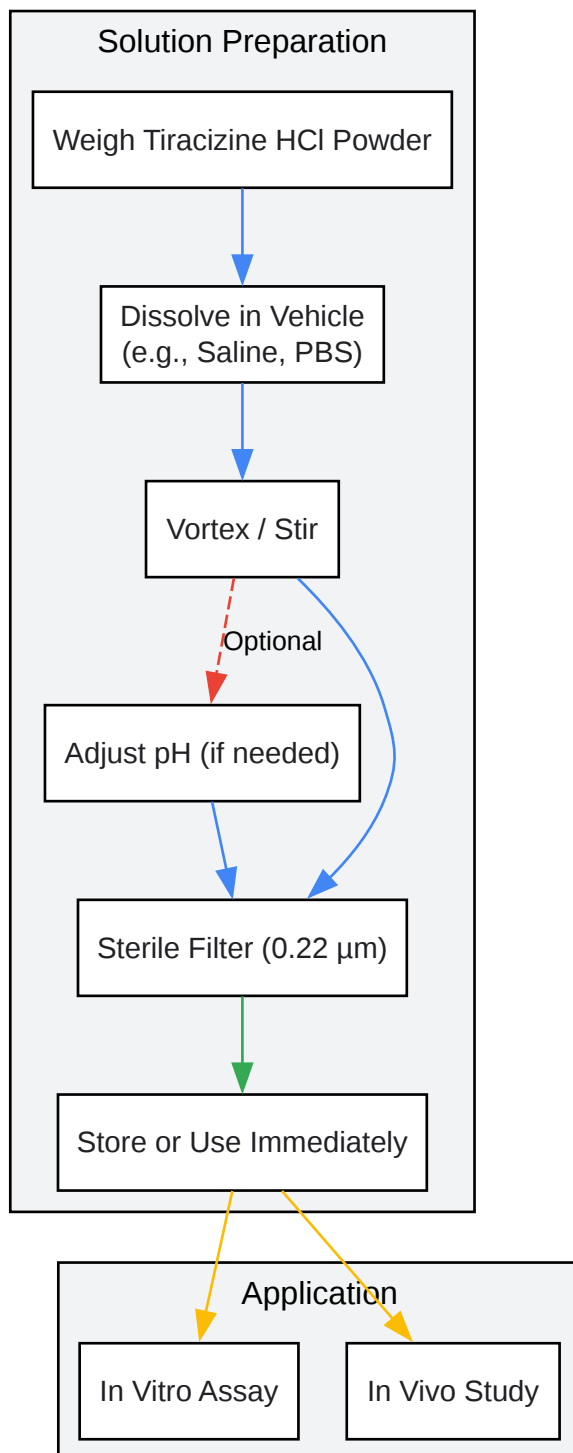 Solution Preparation
Weigh Tiracizine HCl Powder
Dissolve in Vehicle
(e.g., Saline, PBS)
Vortex / Stir
Optional
Adjust pH (if needed)
Sterile Filter (0.22 µm)
Store or Use Immediately
Application
In Vitro Assay
In Vivo Study